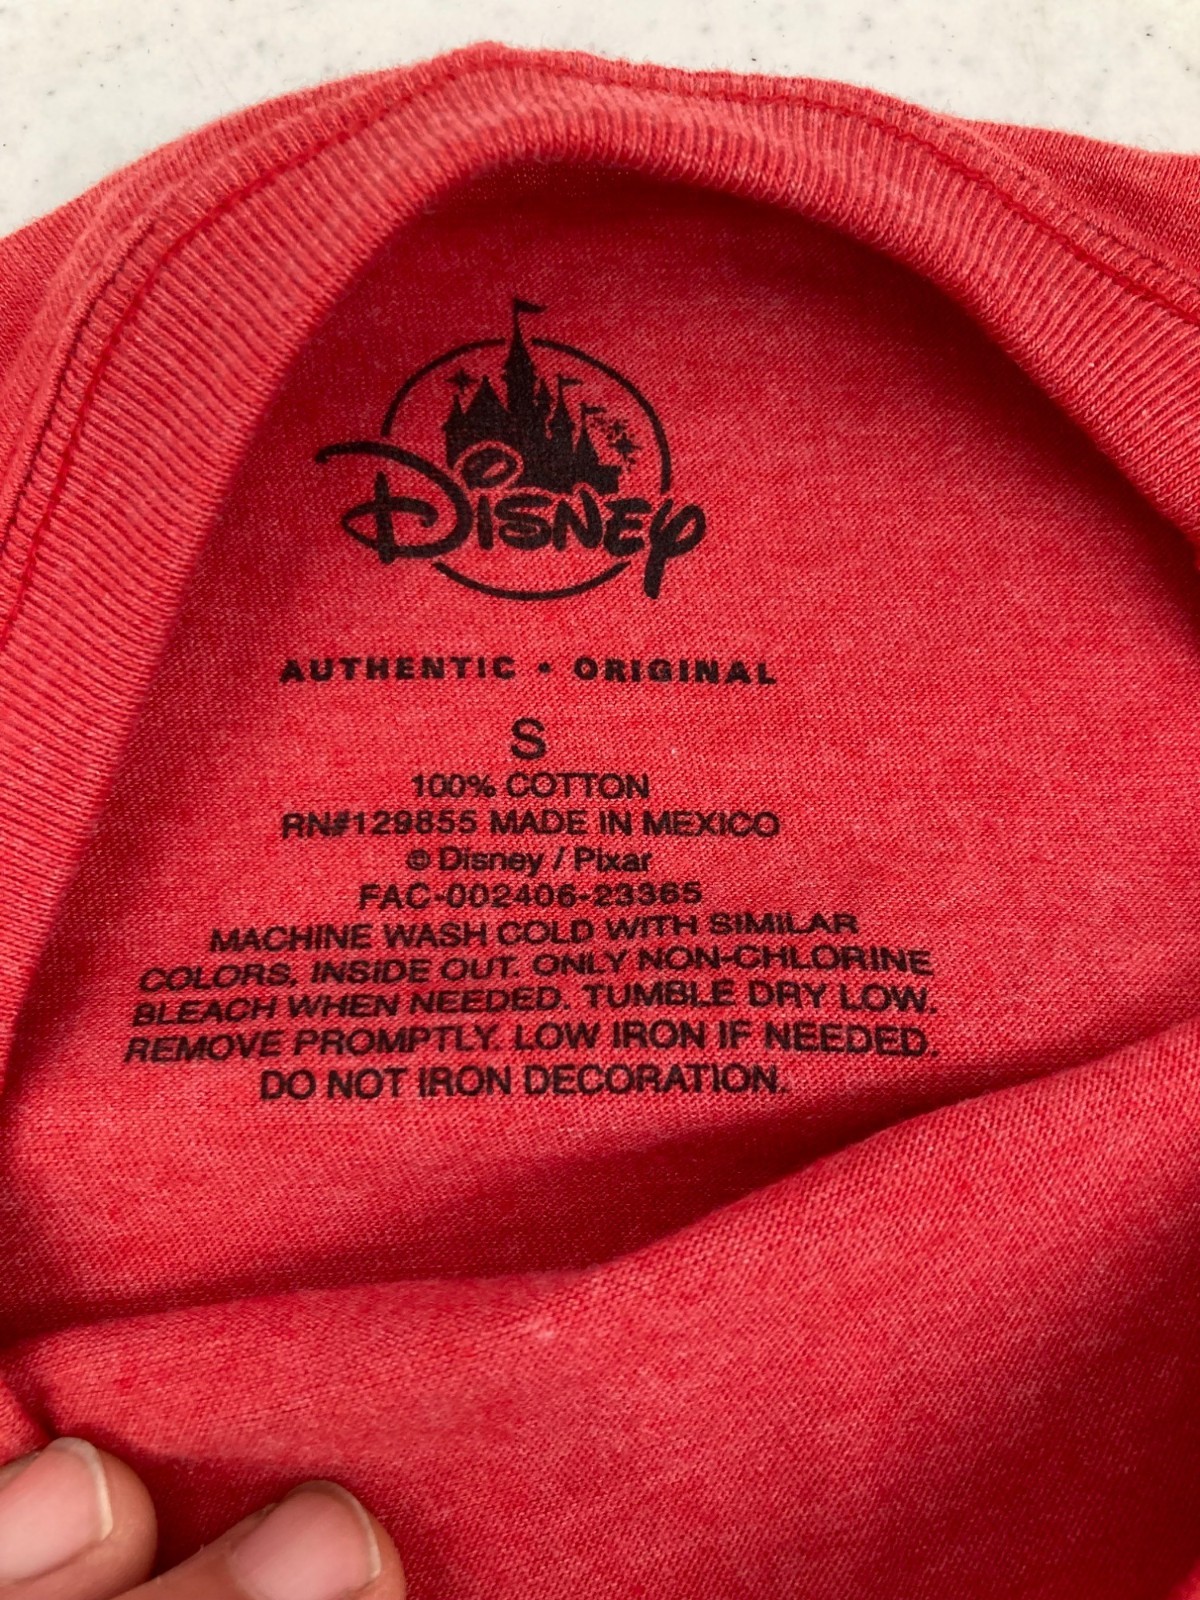 Disney
AUTHENTIC • ORIGINAL
S
100% COTTON
RN#129855 MADE IN MEXICO
© Disney / Pixar
FAC-002406-23365
MACHINE WASH COLD WITH SIMILAR
COLORS, INSIDE OUT. ONLY NON-CHLORINE
BLEACH WHEN NEEDED. TUMBLE DRY LOW.
REMOVE PROMPTLY. LOW IRON IF NEEDED.
DO NOT IRON DECORATION.